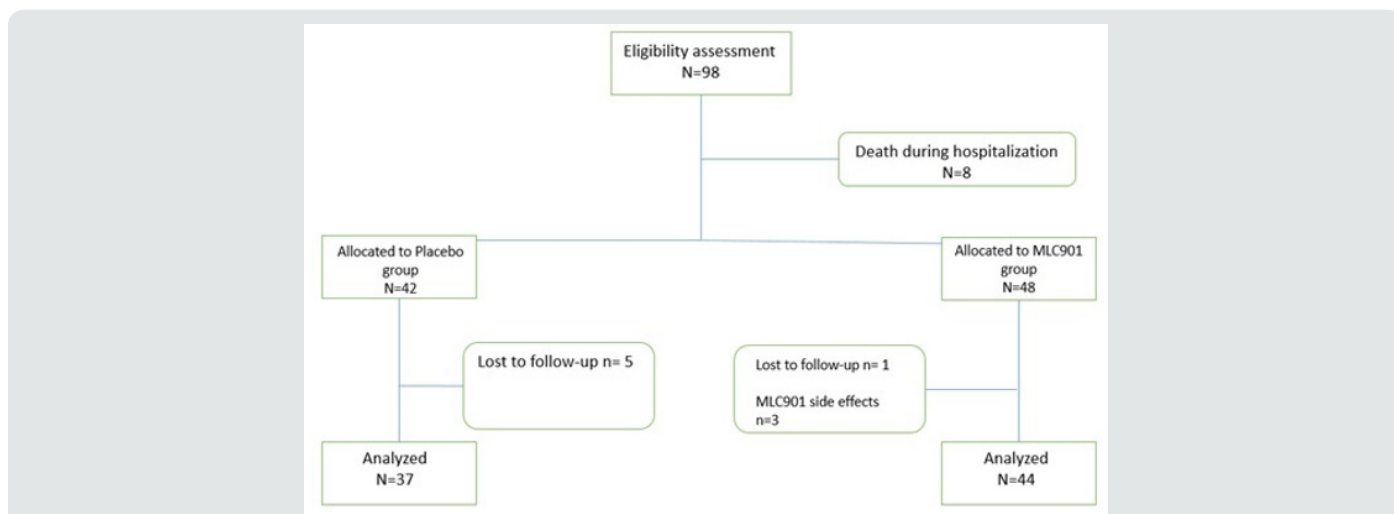 Eligibility assessment
N=98
Death during hospitalization
N=8
Allocated to Placebo
group
N=42
Allocated to MLC901
group
N=48
Lost to follow-up n= 5
Lost to follow-up n= 1
MLC901 side effects
n=3
Analyzed
N=37
Analyzed
N=44